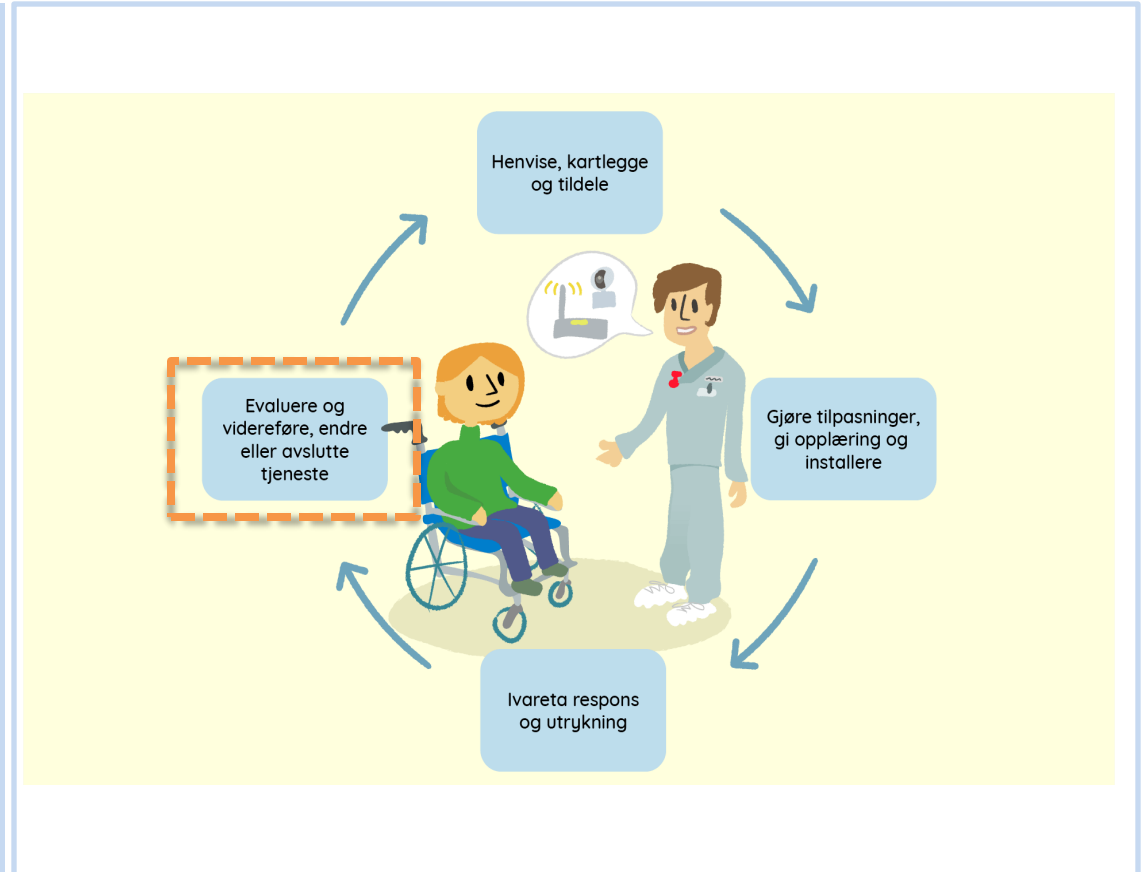 Henvise, kartlegge
og tildele
Evaluere og
videreføre, endre
eller avslutte
tjeneste
Gjøre tilpasninger,
gi opplæring og
installere
Ivareta respons
og utrykning